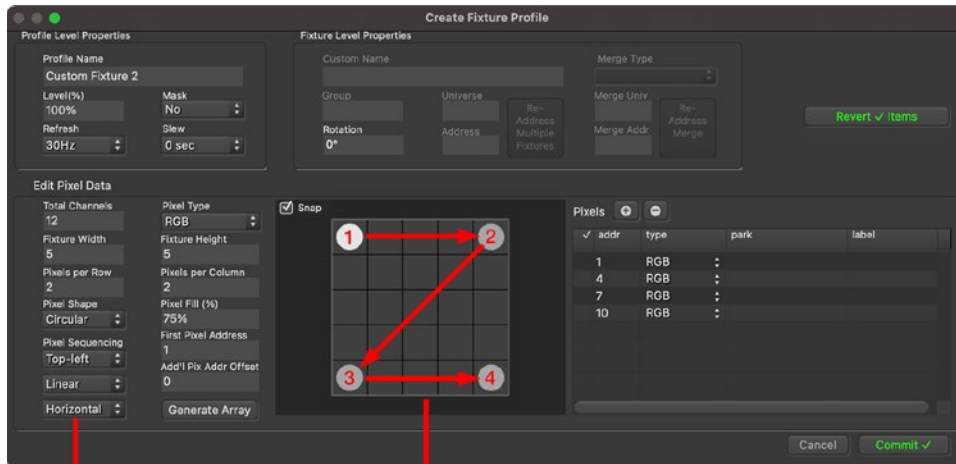 Create Fixture Profile
Profile Level Properties
Profile Name
Custom Fixture 2
Level(%)
Mask
100%
No
Refresh
Slew
30Hz
0 sec
Fixture Level Properties
Custom Name
Merge Type
Group
Universe
Re-Address Multiple Fixtures
Merge Univ
Re-Address Merge
Rotation
Address
Merge Addr
0°
Revert ✓ Items
Edit Pixel Data
Total Channels
Pixel Type
12
RGB
Fixture Width
Fixture Height
5
5
Pixels per Row
Pixels per Column
2
2
Pixel Shape
Pixel Fill (%)
Circular
75%
Pixel Sequencing
First Pixel Address
Top-left
1
Add'l Pix Addr Offset
Linear
0
Horizontal
Generate Array
Snap
1 2
3 4
Pixels
✓ addr type park label
1 RGB
4 RGB
7 RGB
10 RGB
Cancel
Commit ✓